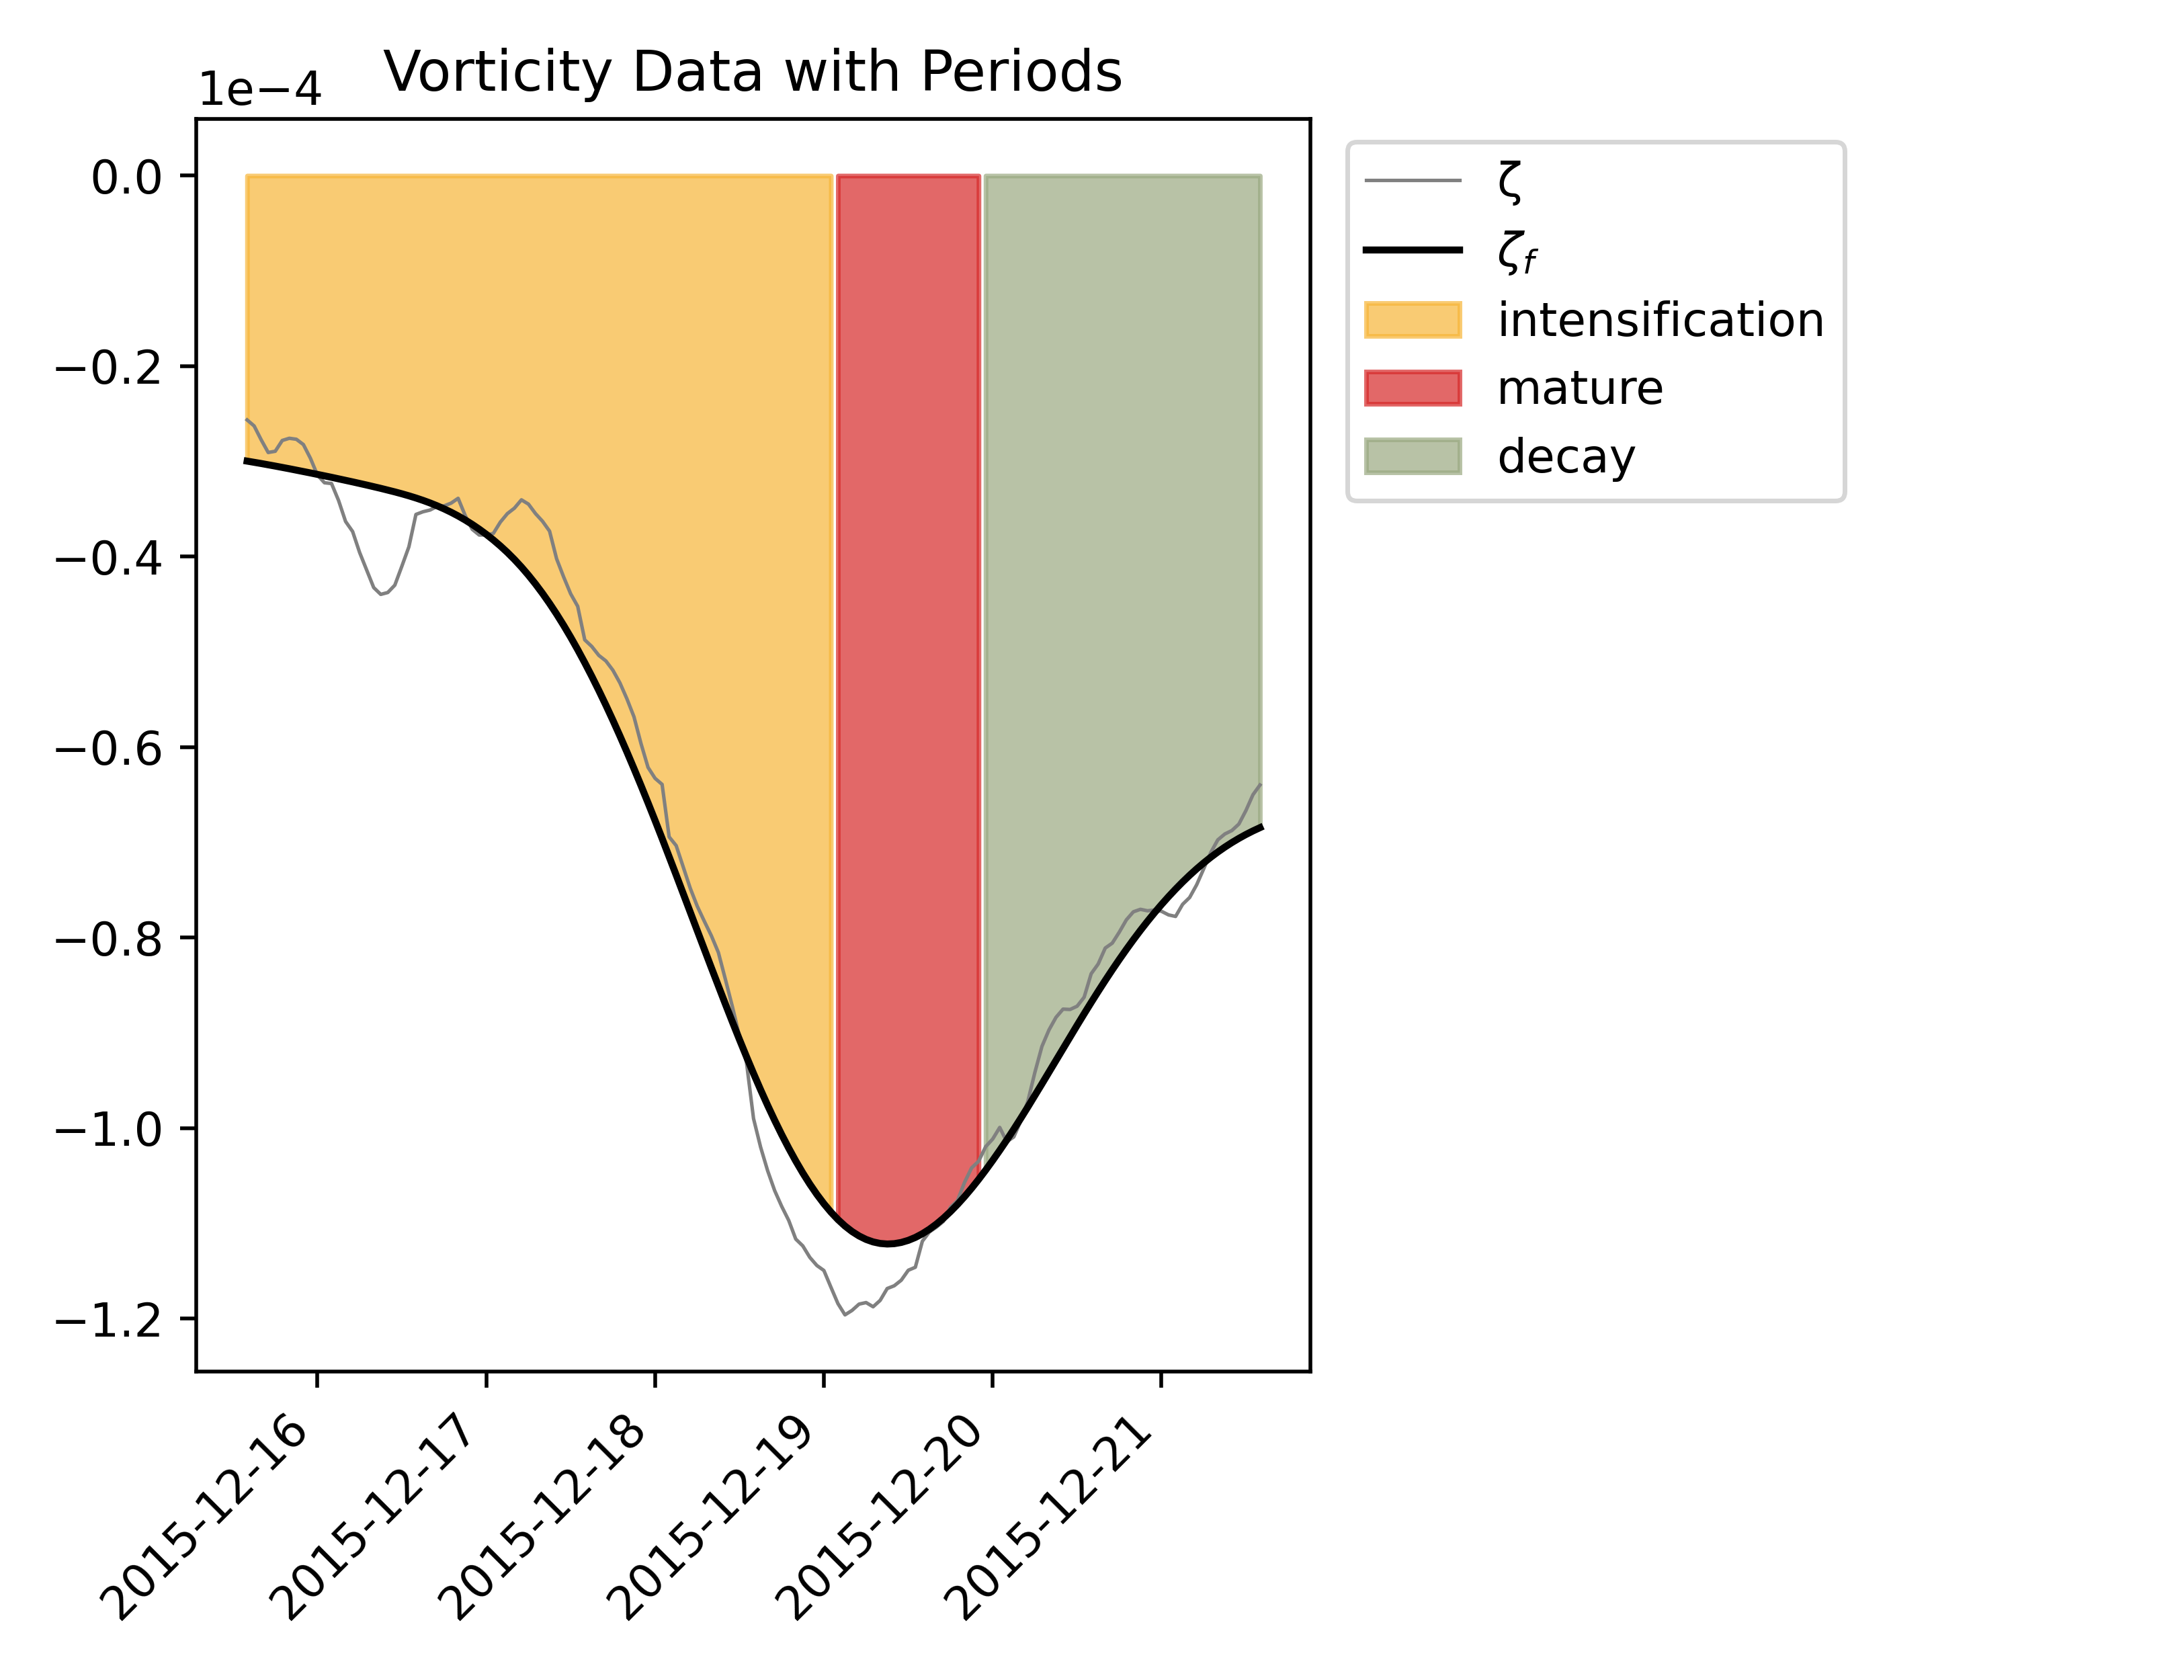 Vorticity Data with Periods
1e−4
0.0
−0.2
−0.4
−0.6
−0.8
−1.0
−1.2
2015-12-16
2015-12-17
2015-12-18
2015-12-19
2015-12-20
2015-12-21
ζ
ζf
intensification
mature
decay